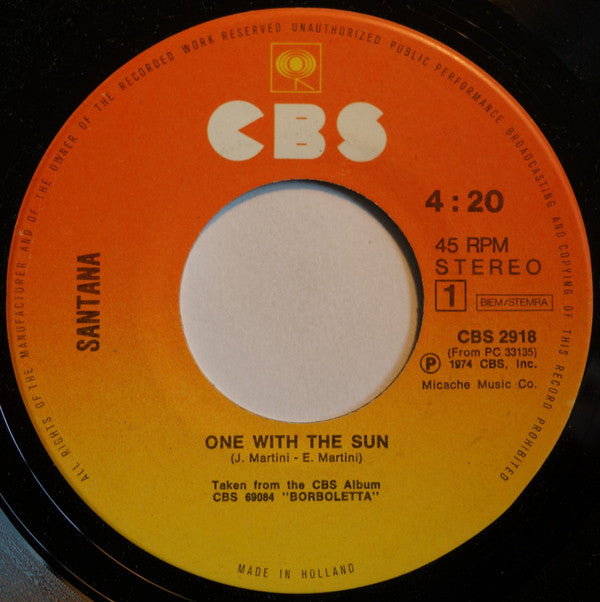 ALL RIGHTS OF THE MANUFACTURER AND OF THE OWNER OF THE RECORDED WORK RESERVED UNAUTHORIZED PUBLIC PERFORMANCE BROADCASTING AND COPYING OF THIS RECORD PROHIBITED
CBS
SANTANA
4:20
45 RPM
STEREO
1 BIEM/STEMRA
CBS 2918
(From PC 33135)
P 1974 CBS, Inc.
Micache Music Co.
ONE WITH THE SUN
(J. Martini - E. Martini)
Taken from the CBS Album
CBS 69084 "BORBOLETTA"
MADE IN HOLLAND